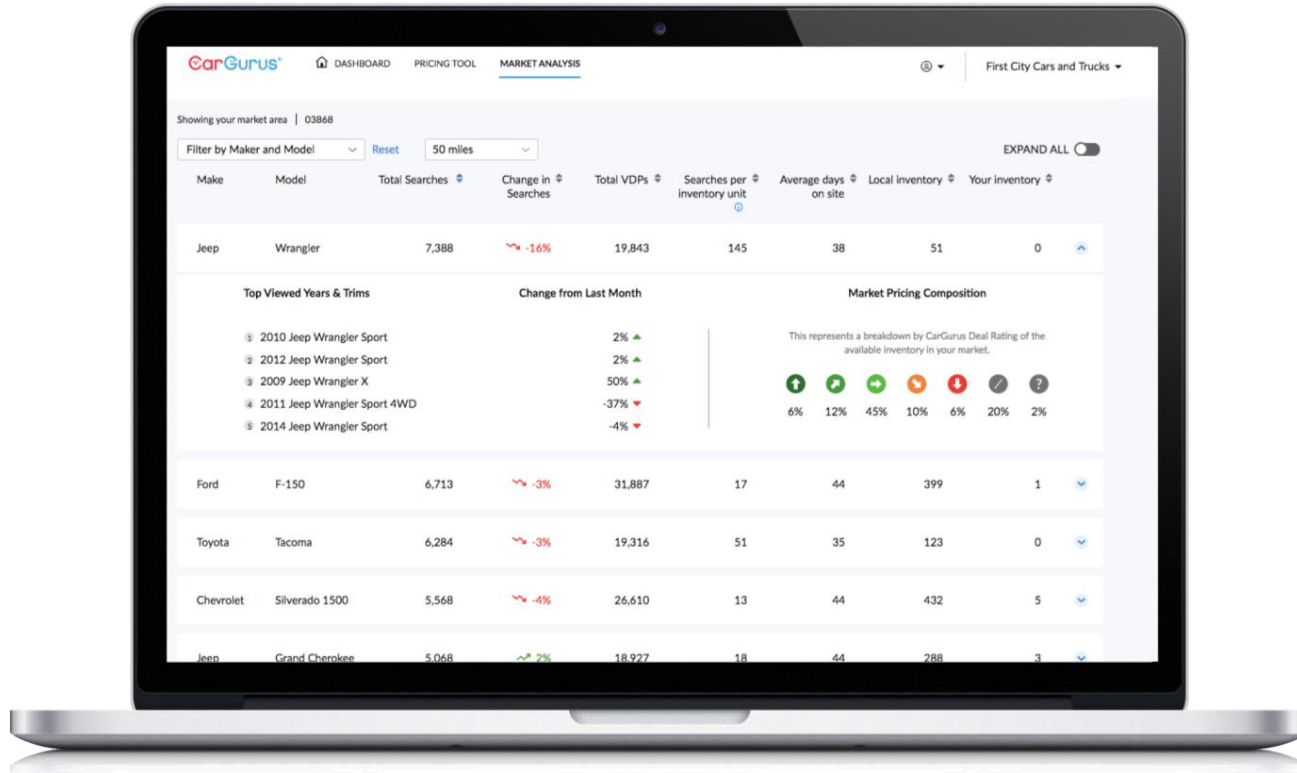 CarGurus®
DASHBOARD PRICING TOOL MARKET ANALYSIS First City Cars and Trucks
Showing your market area | 03868
Filter by Maker and Model Reset 50 miles EXPAND ALL
Make Model Total Searches Change in Searches Total VDPs Searches per inventory unit Average days on site Local inventory Your inventory
Jeep Wrangler 7,388 -16% 19,843 145 38 51 0
Top Viewed Years & Trims Change from Last Month Market Pricing Composition
This represents a breakdown by CarGurus Deal Rating of the
available inventory in your market.
1 2010 Jeep Wrangler Sport 2%
2 2012 Jeep Wrangler Sport 2%
3 2009 Jeep Wrangler X 50%
4 2011 Jeep Wrangler Sport 4WD -37%
5 2014 Jeep Wrangler Sport -4%
?
6% 12% 45% 10% 6% 20% 2%
Ford F-150 6,713 -3% 31,887 17 44 399 1
Toyota Tacoma 6,284 -3% 19,316 51 35 123 0
Chevrolet Silverado 1500 5,568 -4% 26,610 13 44 432 5
Jeep Grand Cherokee 5,068 2% 18,927 18 44 288 3